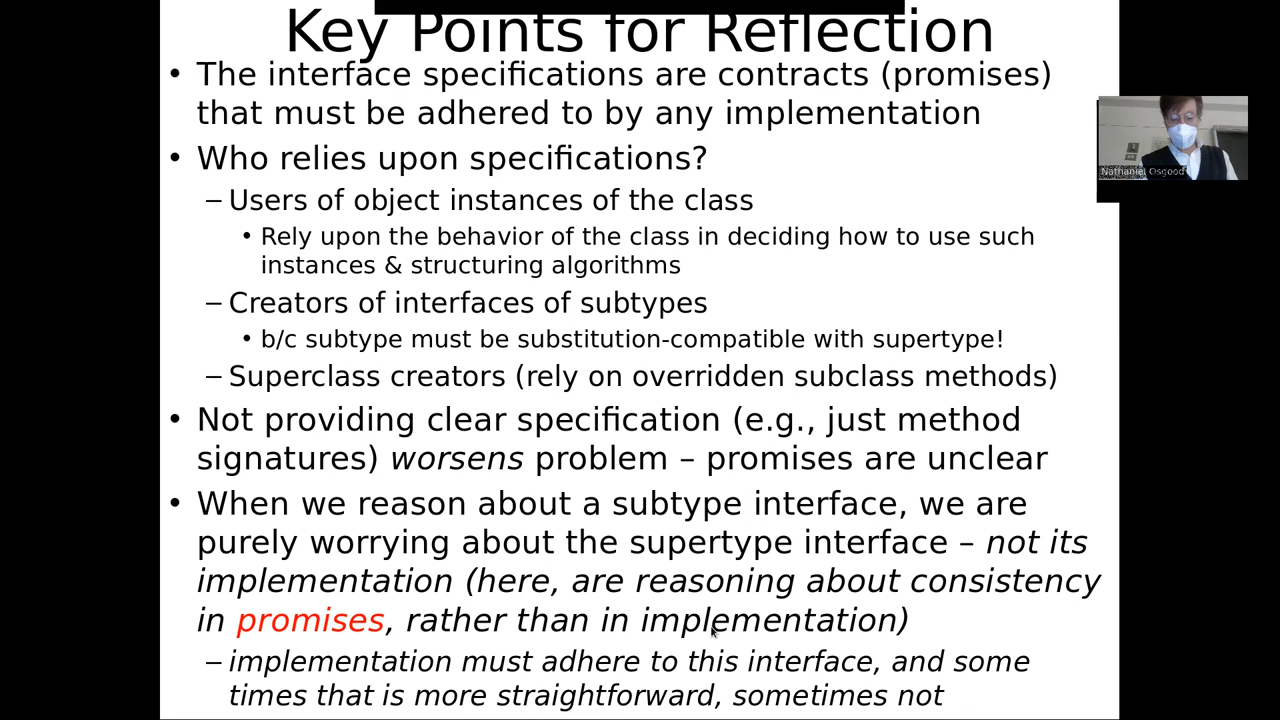 Key Points for Reflection
• The interface specifications are contracts (promises)
that must be adhered to by any implementation
• Who relies upon specifications?
– Users of object instances of the class
• Rely upon the behavior of the class in deciding how to use such
instances & structuring algorithms
– Creators of interfaces of subtypes
• b/c subtype must be substitution-compatible with supertype!
– Superclass creators (rely on overridden subclass methods)
• Not providing clear specification (e.g., just method
signatures) worsens problem – promises are unclear
• When we reason about a subtype interface, we are
purely worrying about the supertype interface – not its
implementation (here, are reasoning about consistency
in promises, rather than in implementation)
– implementation must adhere to this interface, and some
times that is more straightforward, sometimes not
Nathaniel Osgood